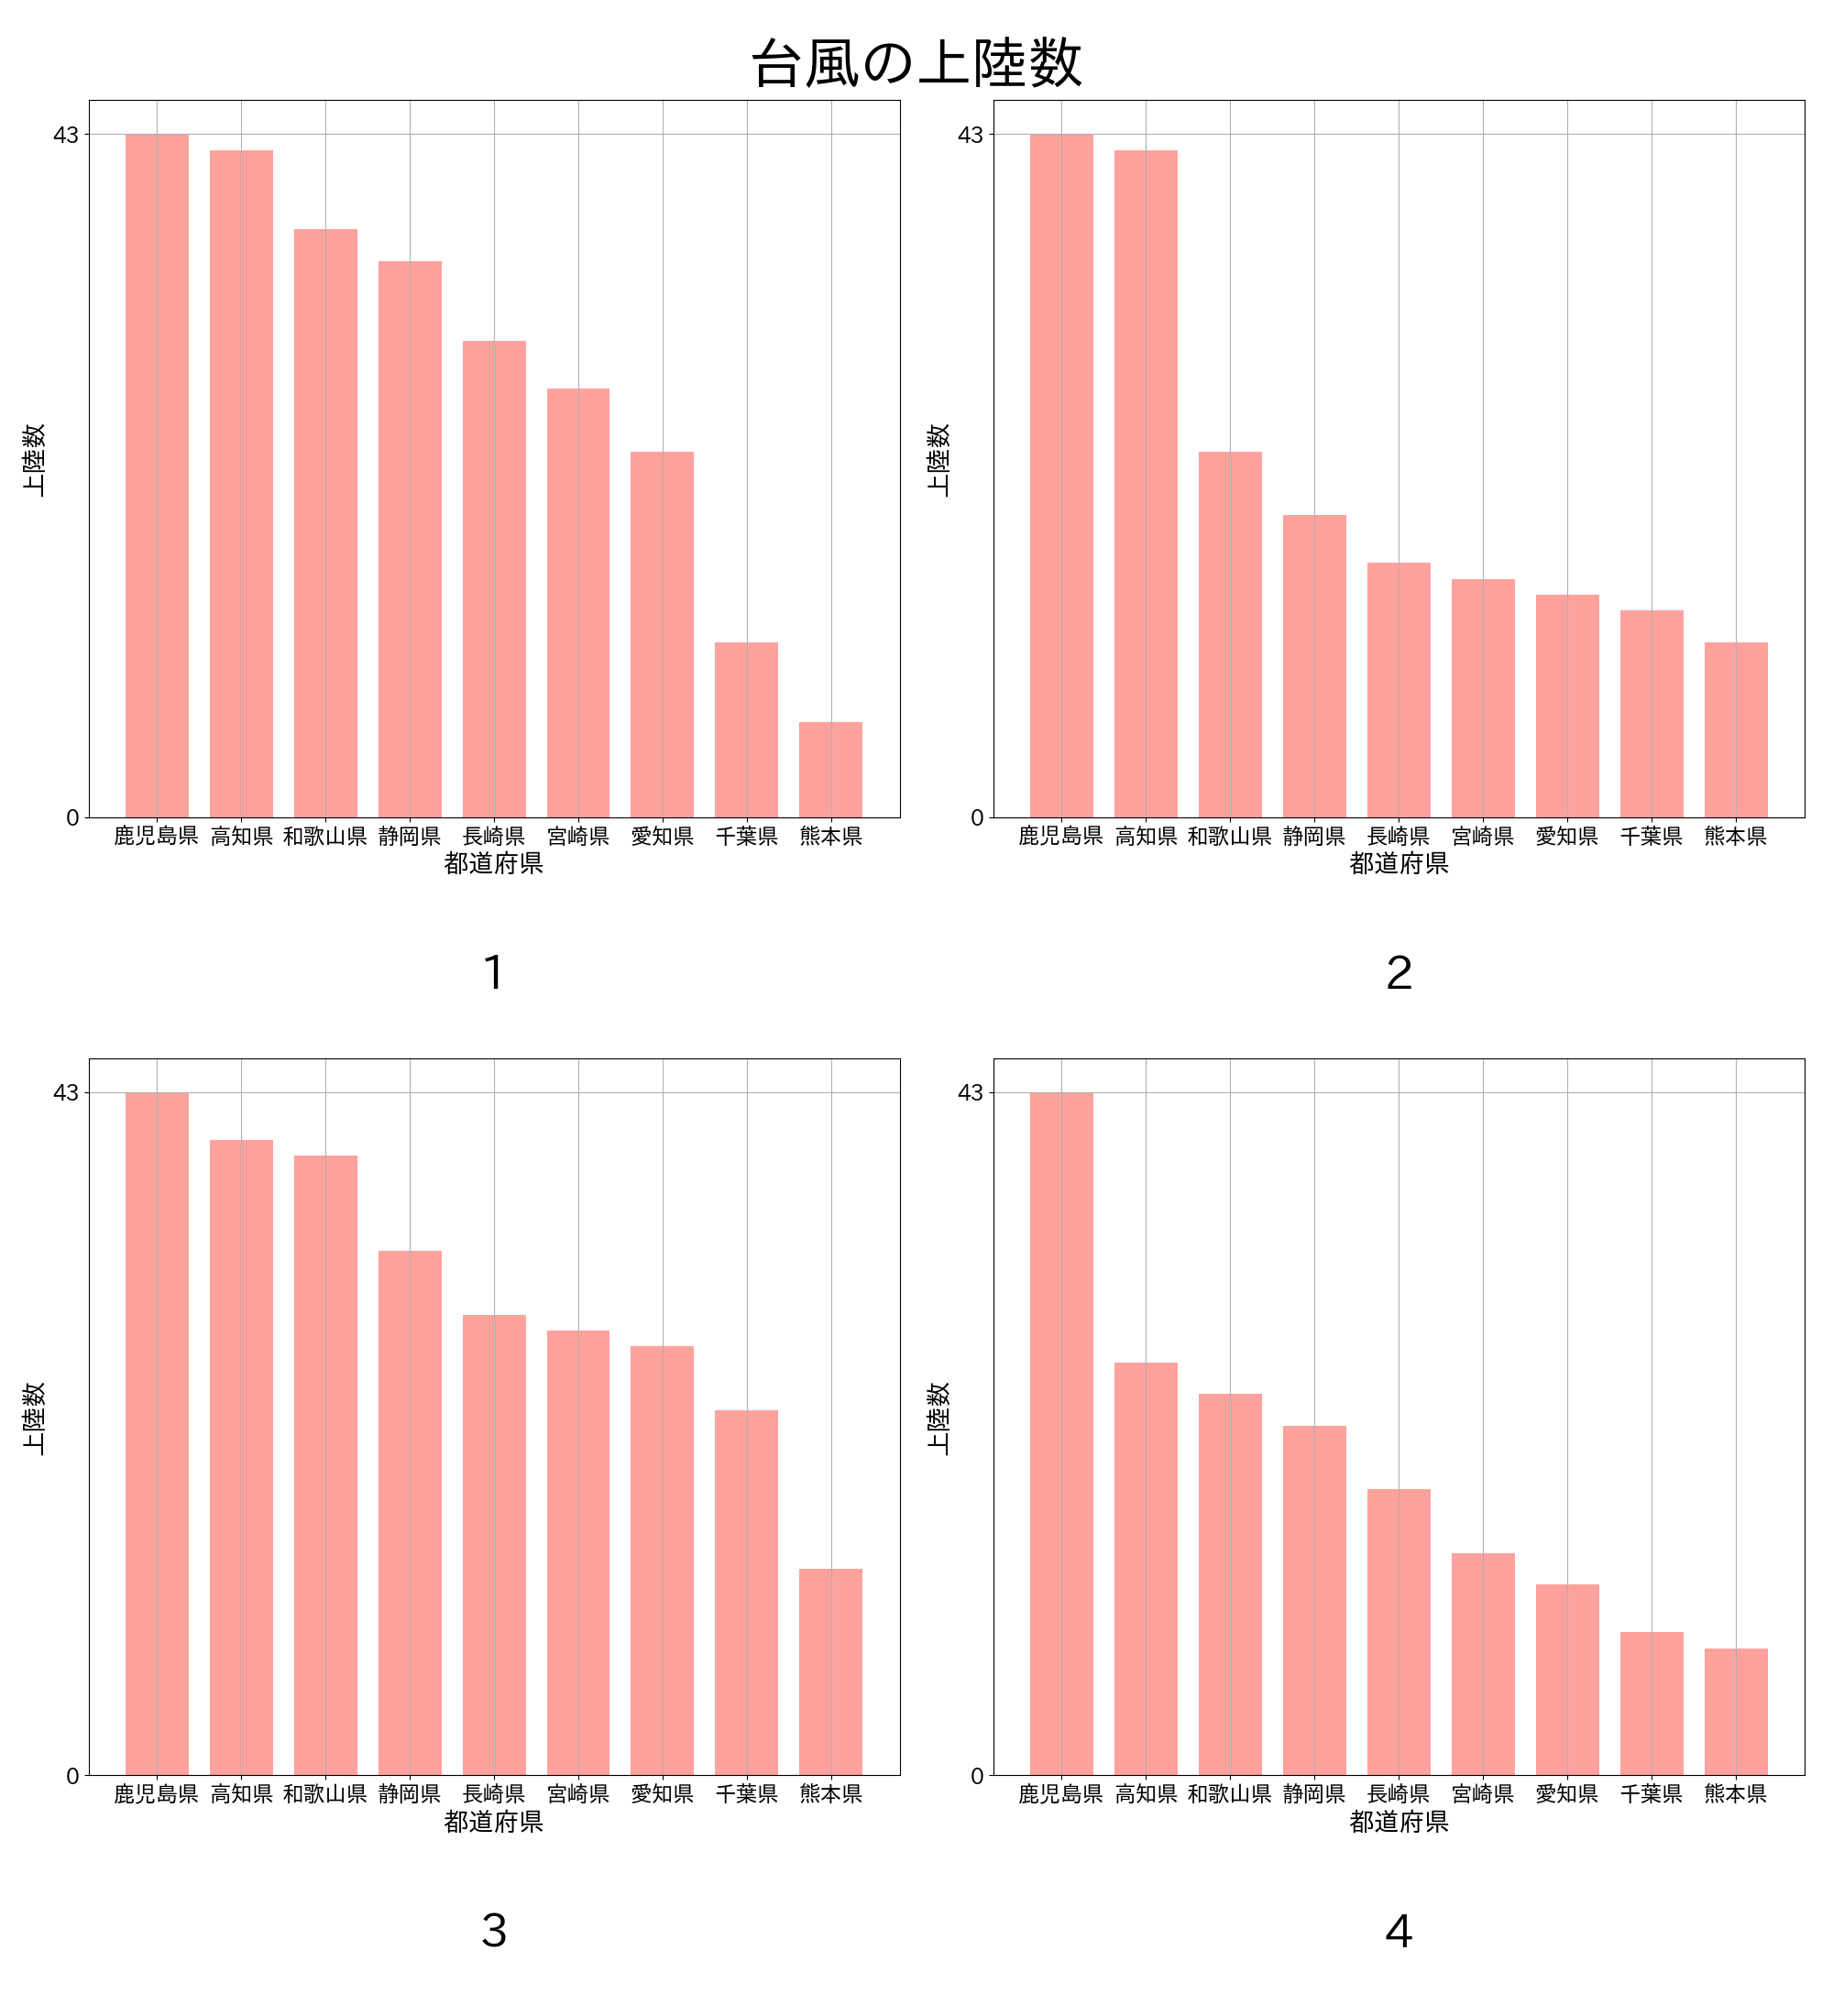 台風の上陸数
43
0
上陸数
鹿児島県 高知県 和歌山県 静岡県 長崎県 宮崎県 愛知県 千葉県 熊本県
都道府県
1
43
0
上陸数
鹿児島県 高知県 和歌山県 静岡県 長崎県 宮崎県 愛知県 千葉県 熊本県
都道府県
2
43
0
上陸数
鹿児島県 高知県 和歌山県 静岡県 長崎県 宮崎県 愛知県 千葉県 熊本県
都道府県
3
43
0
上陸数
鹿児島県 高知県 和歌山県 静岡県 長崎県 宮崎県 愛知県 千葉県 熊本県
都道府県
4